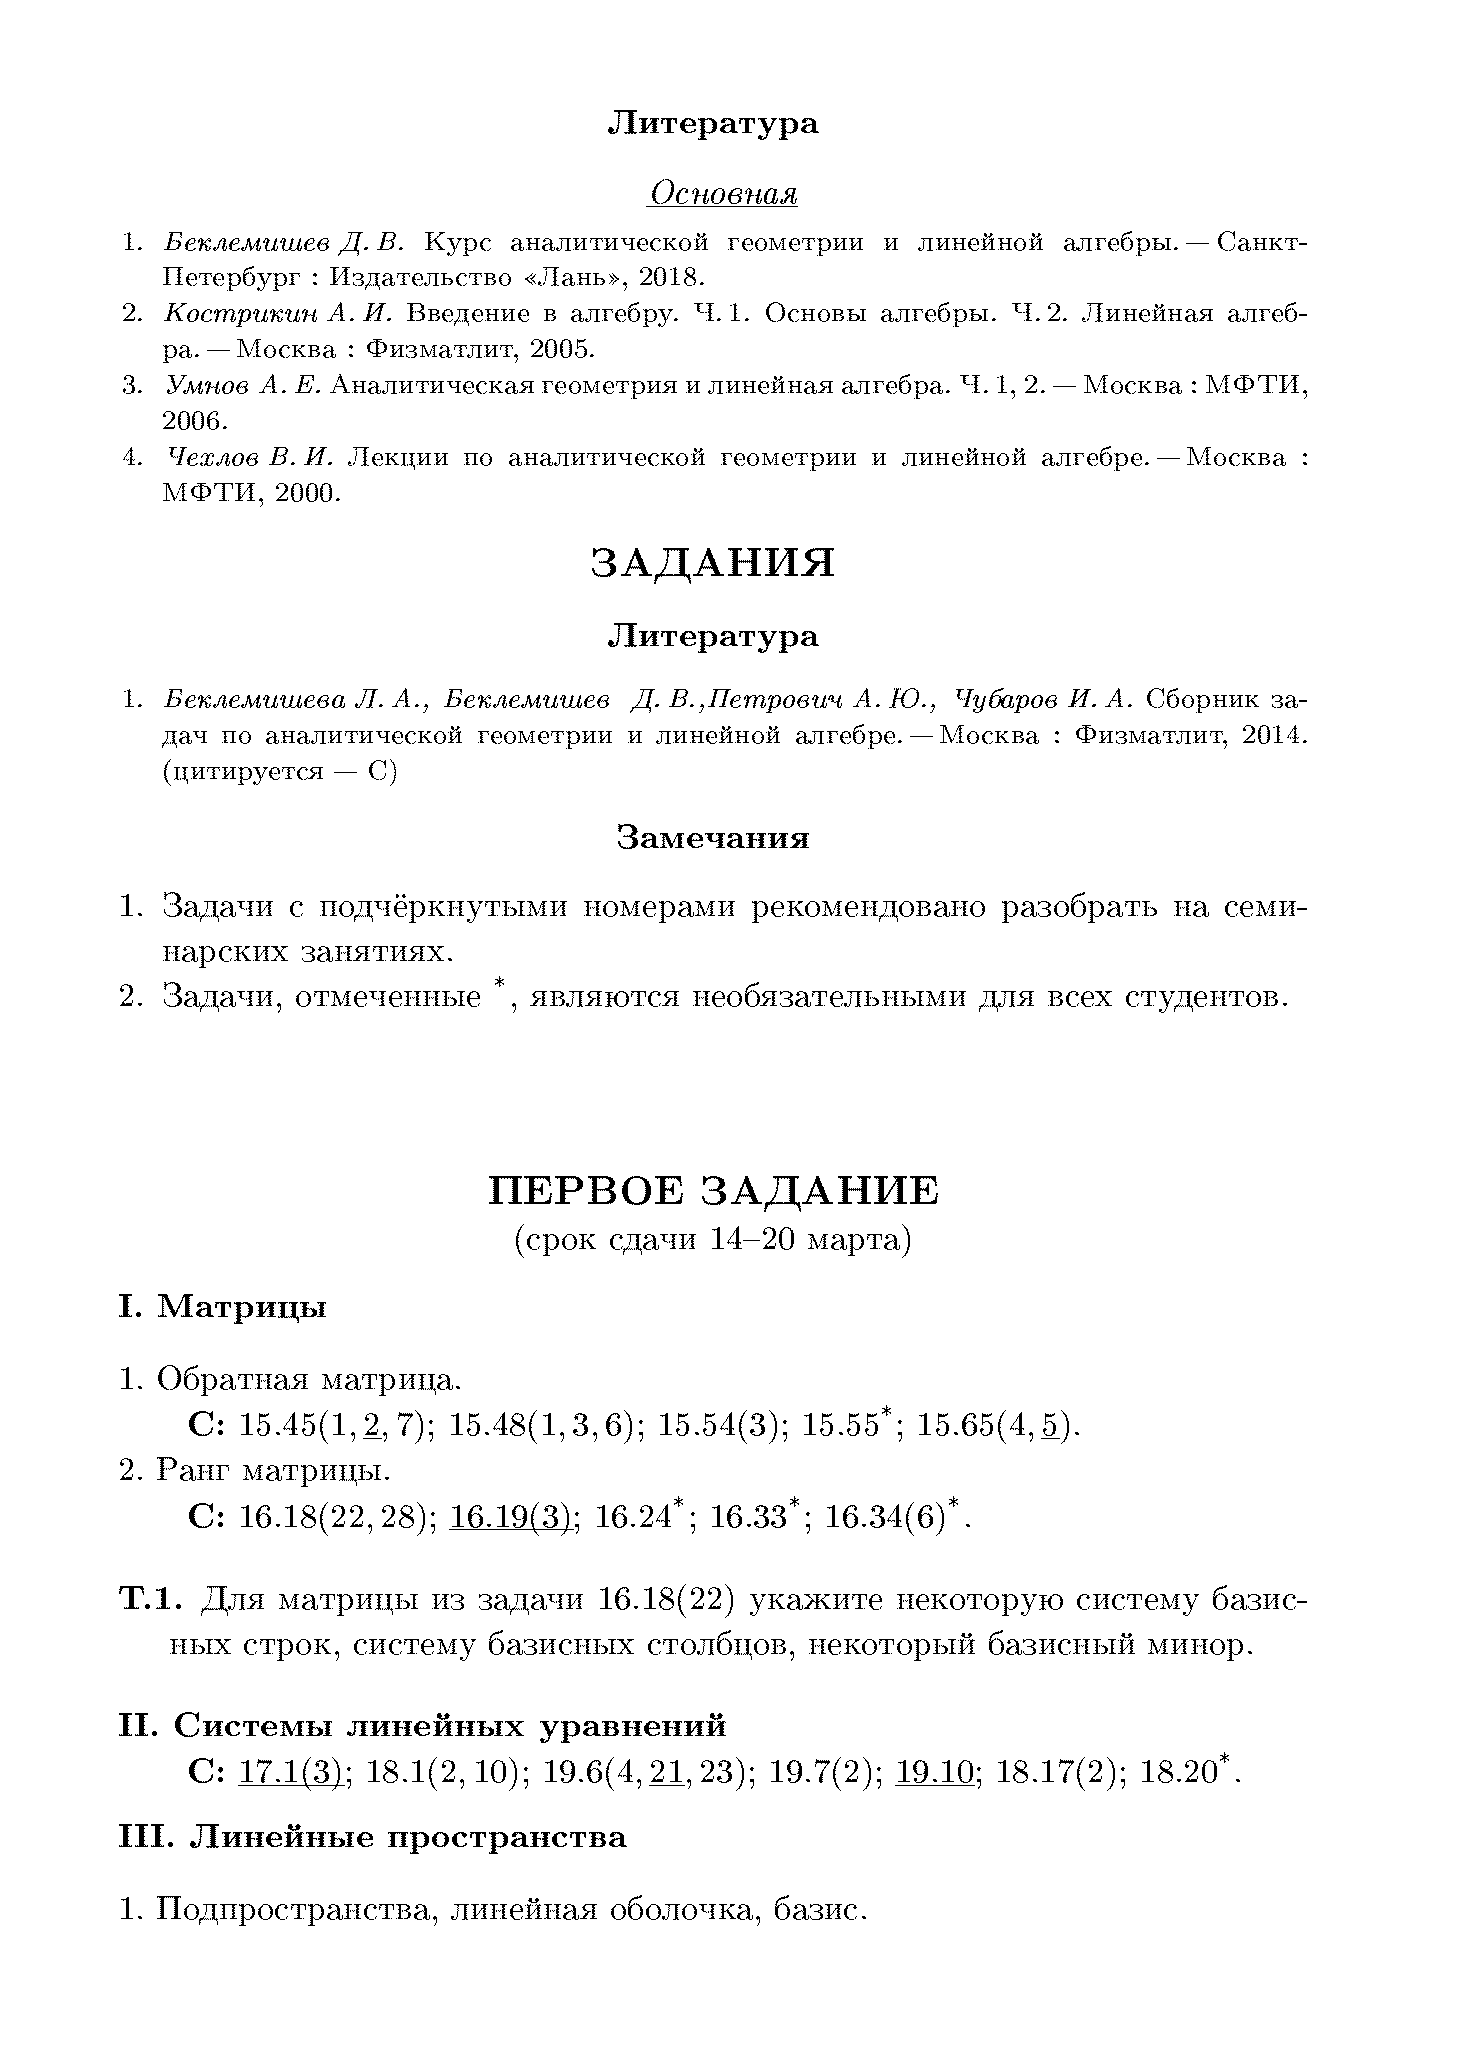 Литература
Основная
1. Беклемишев Д. В. Курс аналитической геометрии и линейной алгебры. — Санкт-
Петербург : Издательство «Лань», 2018.
2. Кострикин А. И. Введение в алгебру. Ч. 1. Основы алгебры. Ч. 2. Линейная алгеб-
ра. — Москва : Физматлит, 2005.
3. Умнов А. Е. Аналитическая геометрия и линейная алгебра. Ч. 1, 2. — Москва : МФТИ,
2006.
4. Чехлов В. И. Лекции по аналитической геометрии и линейной алгебре. — Москва :
МФТИ, 2000.
ЗАДАНИЯ
Литература
1. Беклемишева Л. А., Беклемишев Д. В.,Петрович А. Ю., Чубаров И. А. Сборник за-
дач по аналитической геометрии и линейной алгебре. — Москва : Физматлит, 2014.
(цитируется — С)
Замечания
1. Задачи с подчёркнутыми номерами рекомендовано разобрать на семи-
нарских занятиях.
2. Задачи, отмеченные *, являются необязательными для всех студентов.
ПЕРВОЕ ЗАДАНИЕ
(срок сдачи 14–20 марта)
I. Матрицы
1. Обратная матрица.
С: 15.45(1, 2, 7); 15.48(1, 3, 6); 15.54(3); 15.55*; 15.65(4, 5).
2. Ранг матрицы.
С: 16.18(22, 28); 16.19(3); 16.24*; 16.33*; 16.34(6)*.
Т.1. Для матрицы из задачи 16.18(22) укажите некоторую систему базис-
ных строк, систему базисных столбцов, некоторый базисный минор.
II. Системы линейных уравнений
С: 17.1(3); 18.1(2, 10); 19.6(4, 21, 23); 19.7(2); 19.10; 18.17(2); 18.20*.
III. Линейные пространства
1. Подпространства, линейная оболочка, базис.